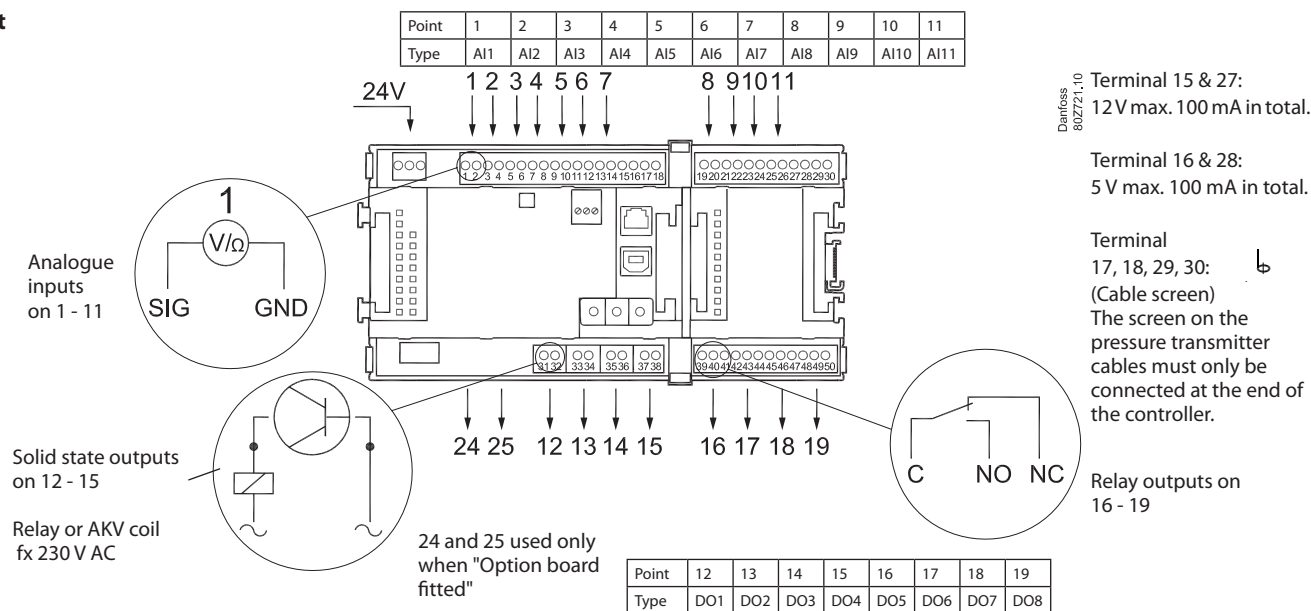 t
Point 1 2 3 4 5 6 7 8 9 10 11
Type AI1 AI2 AI3 AI4 AI5 AI6 AI7 AI8 AI9 AI10 AI11
24V
1 2 3 4 5 6 7 8 9 10 11
Danfoss
80Z721.10
Terminal 15 & 27:
12 V max. 100 mA in total.
Terminal 16 & 28:
5 V max. 100 mA in total.
Terminal
17, 18, 29, 30:
(Cable screen)
The screen on the
pressure transmitter
cables must only be
connected at the end of
the controller.
1 2 3 4 5 6 7 8 9 10 11 12 13 14 15 16 17 18
19 20 21 22 23 24 25 26 27 28 29 30
1
V/Ω
SIG GND
Analogue
inputs
on 1 - 11
31 32 33 34 35 36 37 38
39 40 41 42 43 44 45 46 47 48 49 50
24 25 12 13 14 15 16 17 18 19
Solid state outputs
on 12 - 15
Relay or AKV coil
fx 230 V AC
C NO NC
Relay outputs on
16 - 19
24 and 25 used only
when "Option board
fitted"
Point 12 13 14 15 16 17 18 19
Type DO1 DO2 DO3 DO4 DO5 DO6 DO7 DO8